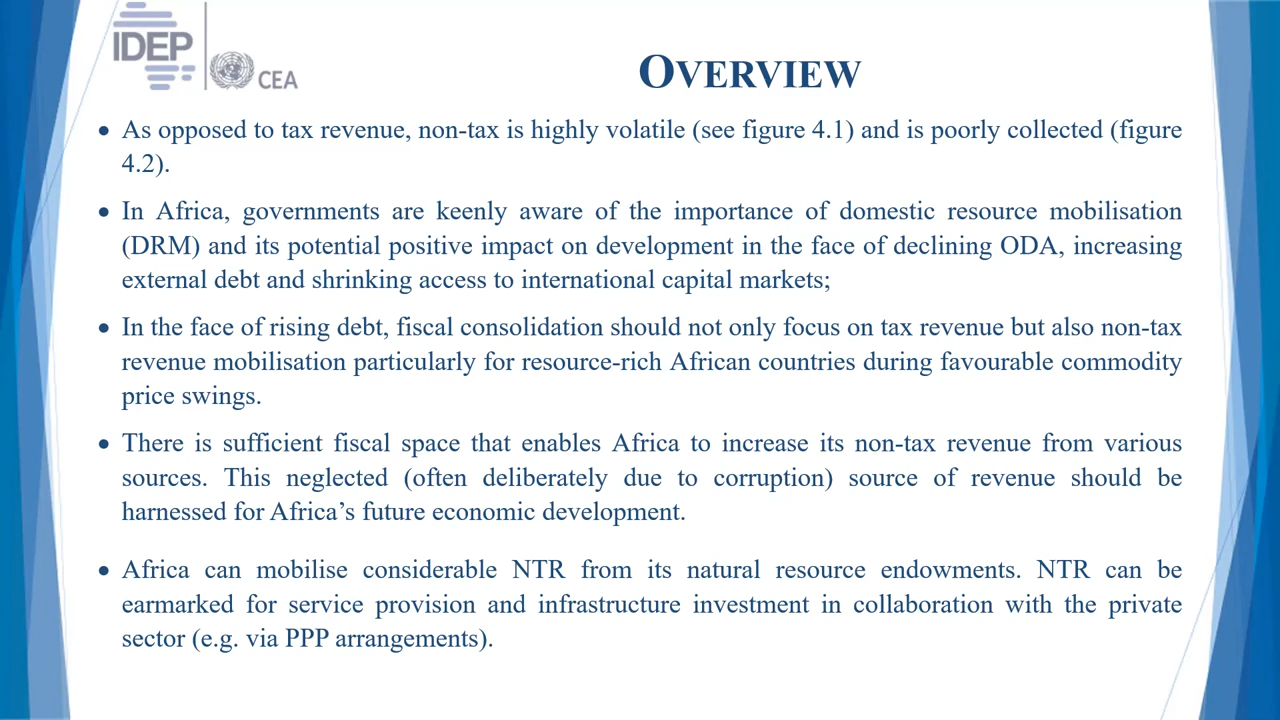 IDEP
CEA
OVERVIEW
• As opposed to tax revenue, non-tax is highly volatile (see figure 4.1) and is poorly collected (figure
4.2).
• In Africa, governments are keenly aware of the importance of domestic resource mobilisation
(DRM) and its potential positive impact on development in the face of declining ODA, increasing
external debt and shrinking access to international capital markets;
• In the face of rising debt, fiscal consolidation should not only focus on tax revenue but also non-tax
revenue mobilisation particularly for resource-rich African countries during favourable commodity
price swings.
• There is sufficient fiscal space that enables Africa to increase its non-tax revenue from various
sources. This neglected (often deliberately due to corruption) source of revenue should be
harnessed for Africa’s future economic development.
• Africa can mobilise considerable NTR from its natural resource endowments. NTR can be
earmarked for service provision and infrastructure investment in collaboration with the private
sector (e.g. via PPP arrangements).